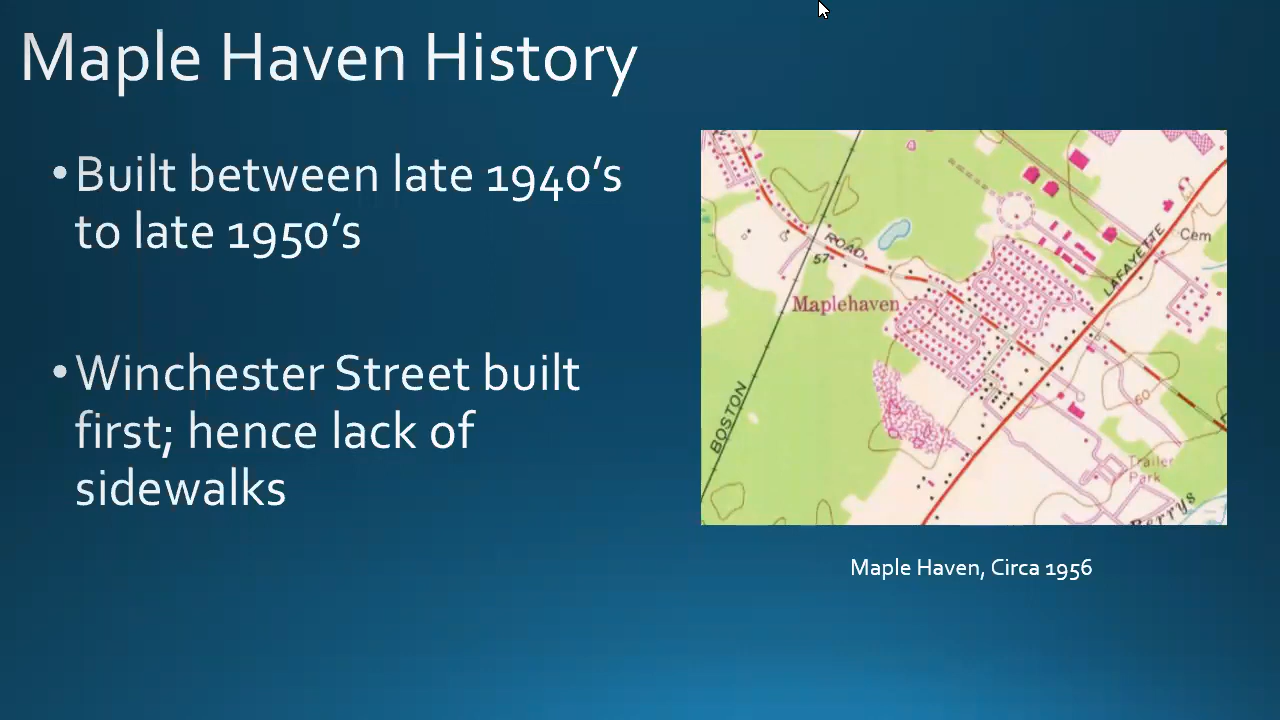 Maple Haven History
•Built between late 1940's
to late 1950's
•Winchester Street built
first; hence lack of
sidewalks
ROAD
57
LAFAYETTE
Cem
Maplehaven
BOSTON
60
Trailer
Park
Berrys
Maple Haven, Circa 1956